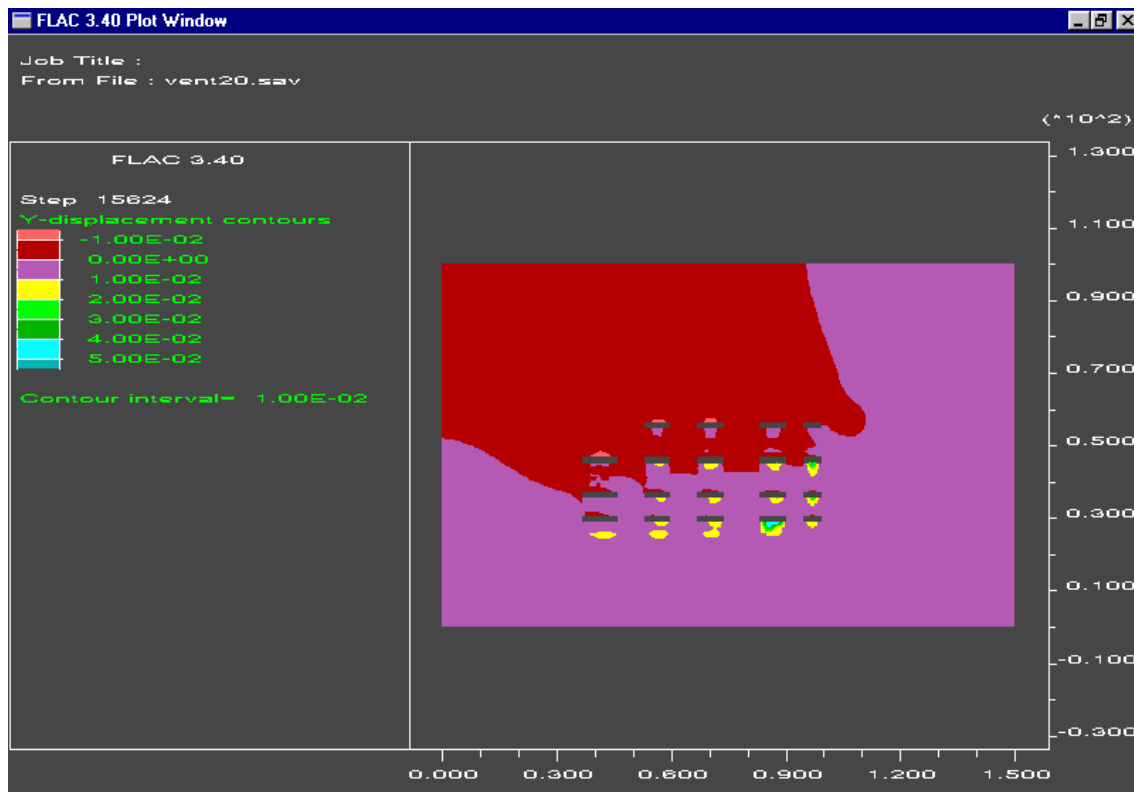 FLAC 3.40 Plot Window
Job Title :
From File : vent20.sav
(*10^2)
FLAC 3.40
Step 15624
Y-displacement contours
-1.00E-02
0.00E+00
1.00E-02
2.00E-02
3.00E-02
4.00E-02
5.00E-02
Contour interval= 1.00E-02
1.300
1.100
0.900
0.700
0.500
0.300
0.100
-0.100
-0.300
0.000 0.300 0.600 0.900 1.200 1.500